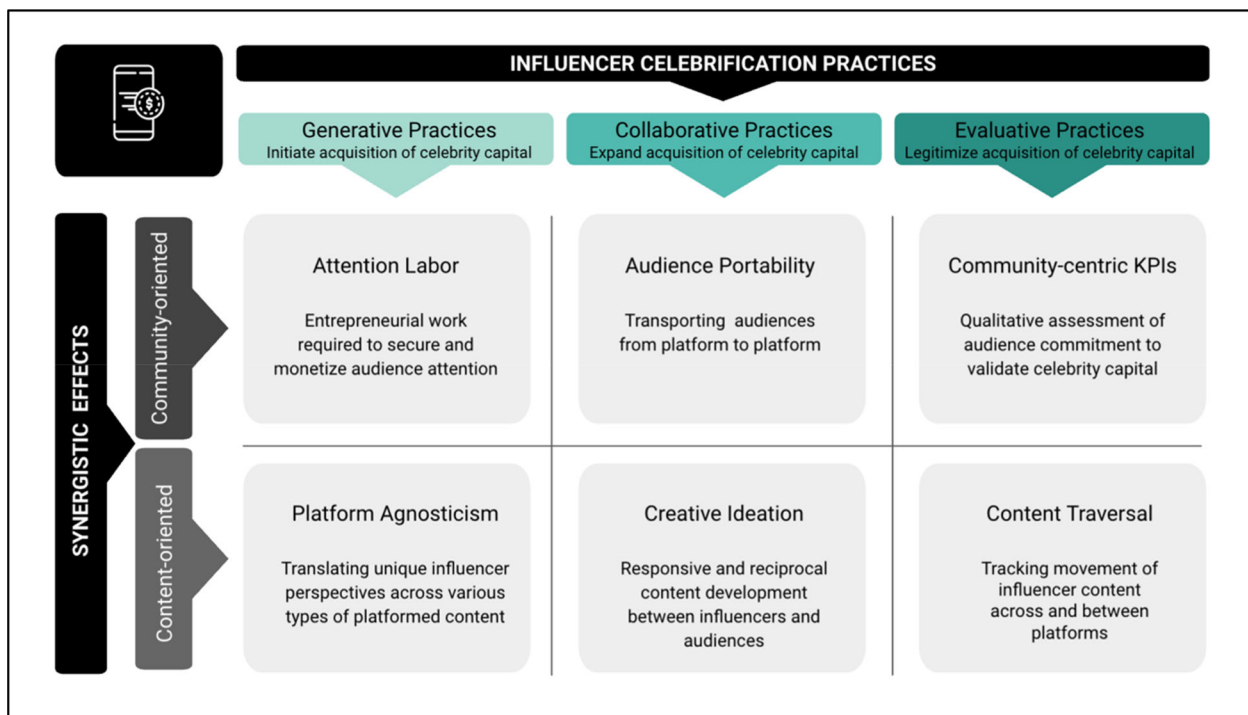 INFLUENCER CELEBRIFICATION PRACTICES
Generative Practices
Initiate acquisition of celebrity capital
Collaborative Practices
Expand acquisition of celebrity capital
Evaluative Practices
Legitimize acquisition of celebrity capital
SYNERGISTIC EFFECTS
Community-oriented
Attention Labor
Entrepreneurial work
required to secure and
monetize audience attention
Audience Portability
Transporting audiences
from platform to platform
Community-centric KPIs
Qualitative assessment of
audience commitment to
validate celebrity capital
Content-oriented
Platform Agnosticism
Translating unique influencer
perspectives across various
types of platformed content
Creative Ideation
Responsive and reciprocal
content development
between influencers and
audiences
Content Traversal
Tracking movement of
influencer content
across and between
platforms